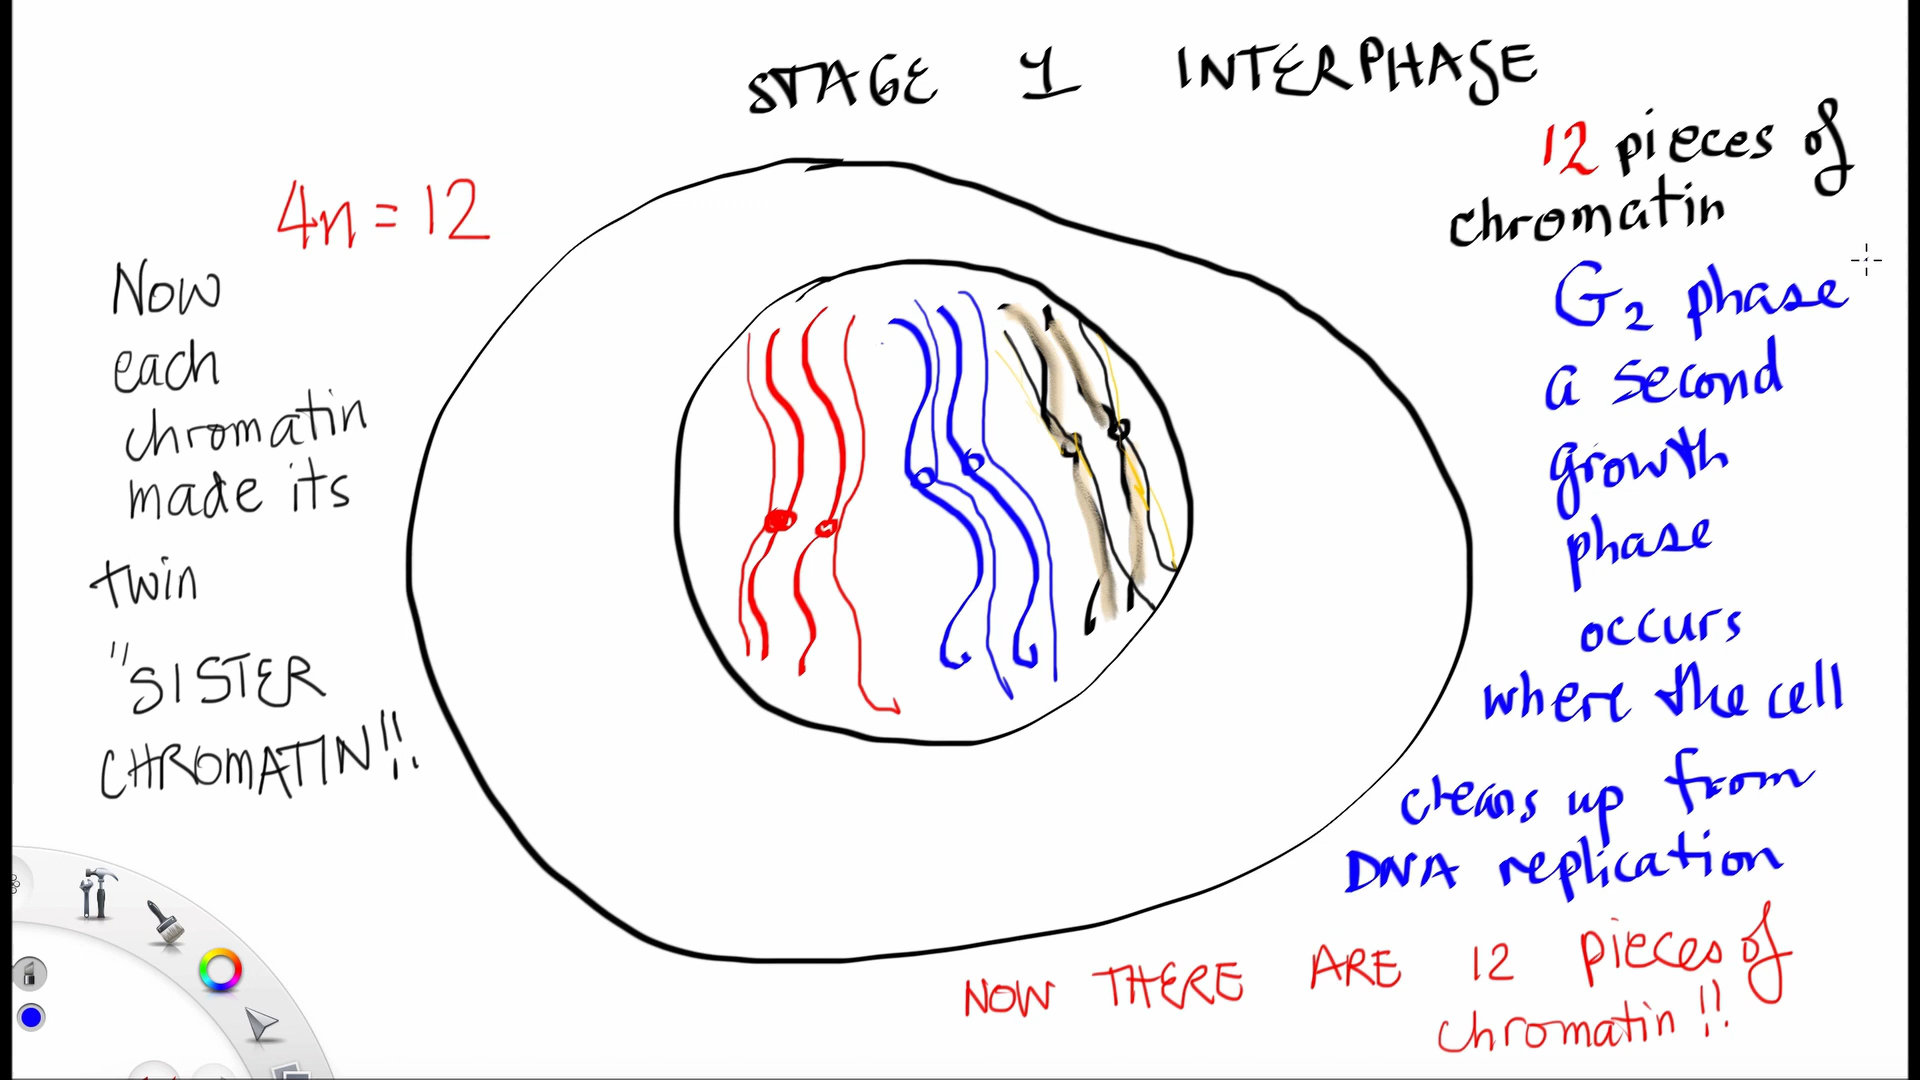 STAGE 1 INTERPHASE
4n = 12
Now
each
chromatin
made its
twin
"SISTER
CHROMATIN!!
12 pieces of
chromatin
G2 phase
a second
growth
phase
occurs
where the cell
cleans up from
DNA replication
NOW THERE ARE 12 pieces of
chromatin!!